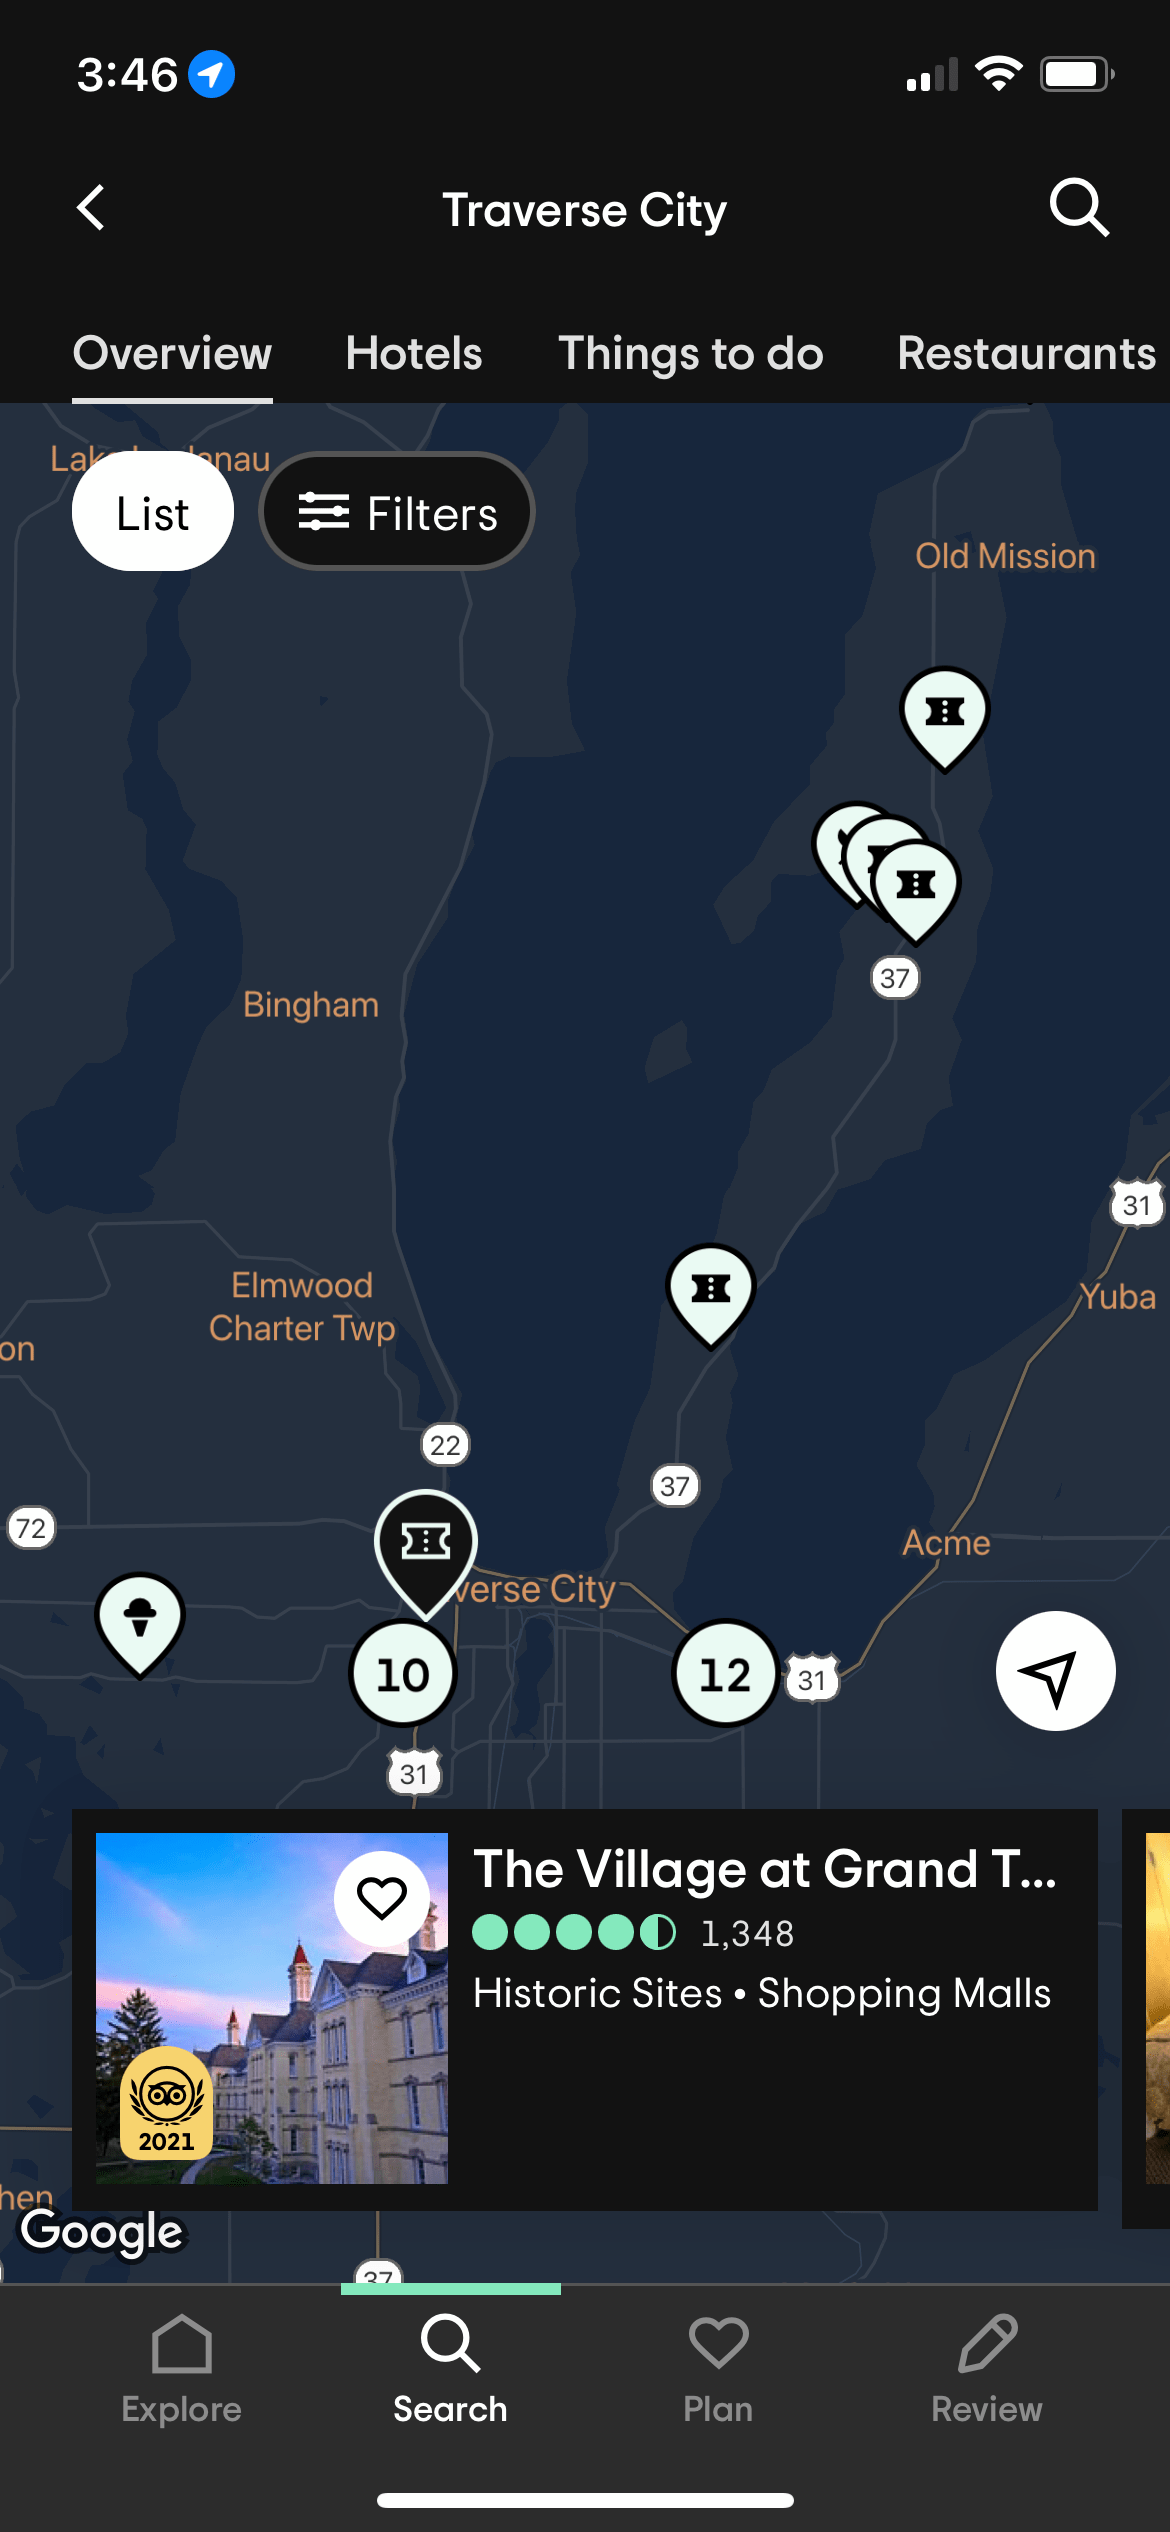 3:46
Traverse City
Overview Hotels Things to do Restaurants
List Filters
Old Mission
37
Bingham
31
Elmwood
Charter Twp
Yuba
22
37
72
Acme
verse City
10
12
31
31
The Village at Grand T...
1,348
Historic Sites • Shopping Malls
2021
Google
37
Explore Search Plan Review